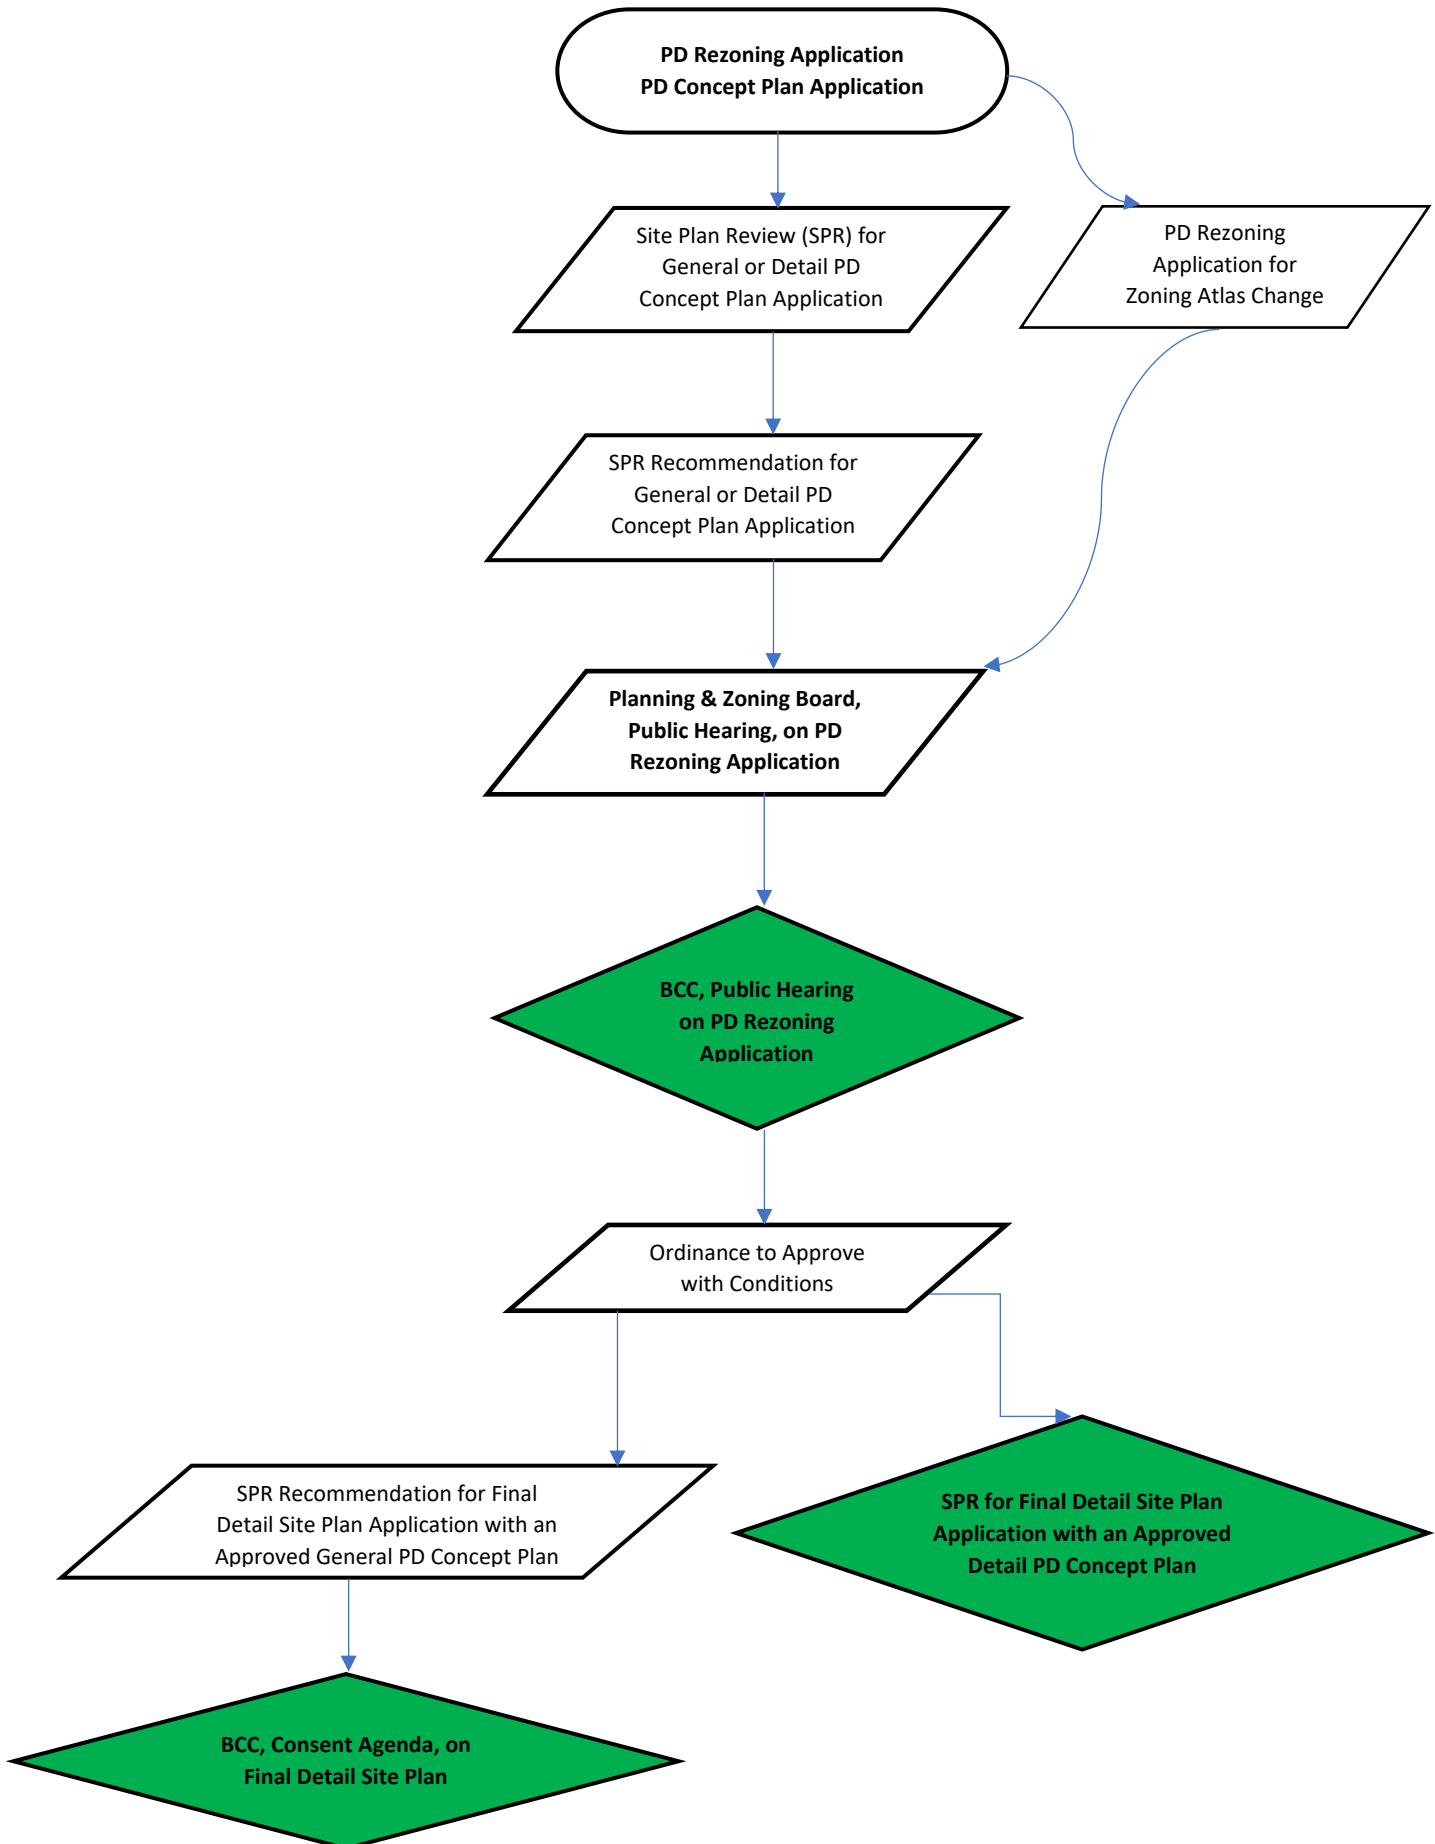 PD Rezoning Application
PD Concept Plan Application
Site Plan Review (SPR) for
General or Detail PD
Concept Plan Application
PD Rezoning
Application for
Zoning Atlas Change
SPR Recommendation for
General or Detail PD
Concept Plan Application
Planning & Zoning Board,
Public Hearing, on PD
Rezoning Application
BCC, Public Hearing
on PD Rezoning
Application
Ordinance to Approve
with Conditions
SPR Recommendation for Final
Detail Site Plan Application with an
Approved General PD Concept Plan
SPR for Final Detail Site Plan
Application with an Approved
Detail PD Concept Plan
BCC, Consent Agenda, on
Final Detail Site Plan